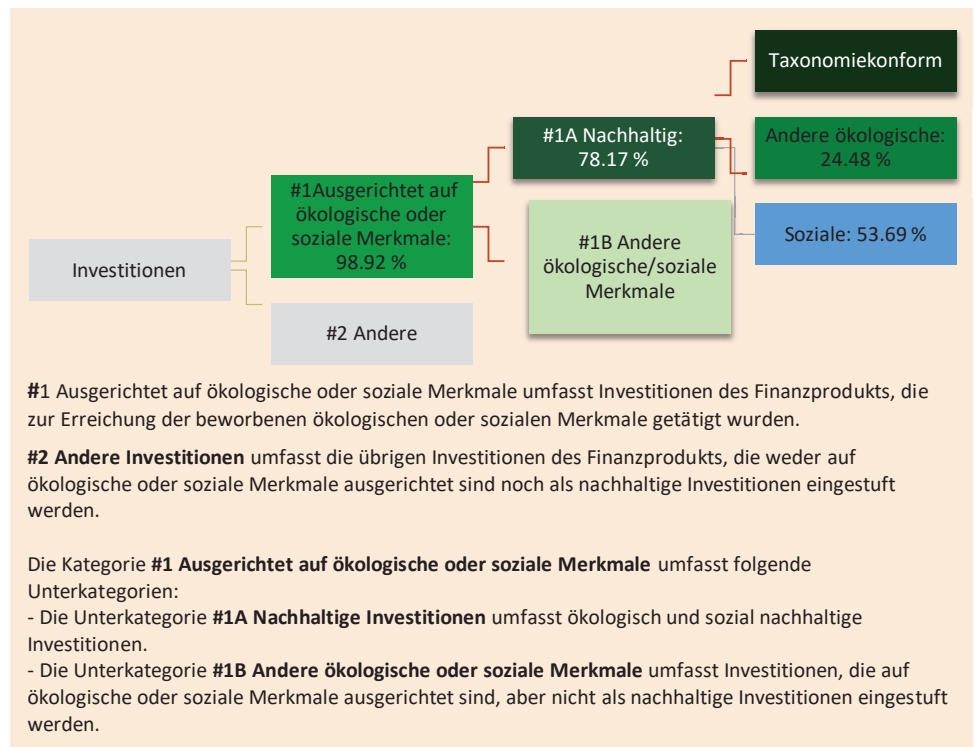 Taxonomiekonform
#1A Nachhaltig:
78.17 %
Andere ökologische:
24.48 %
#1Ausgerichtet auf
ökologische oder
soziale Merkmale:
98.92 %
#1B Andere
ökologische/soziale
Merkmale
Soziale: 53.69 %
Investitionen
#2 Andere
#1 Ausgerichtet auf ökologische oder soziale Merkmale umfasst Investitionen des Finanzprodukts, die
zur Erreichung der beworbenen ökologischen oder sozialen Merkmale getätigt wurden.
#2 Andere Investitionen umfasst die übrigen Investitionen des Finanzprodukts, die weder auf
ökologische oder soziale Merkmale ausgerichtet sind noch als nachhaltige Investitionen eingestuft
werden.
Die Kategorie #1 Ausgerichtet auf ökologische oder soziale Merkmale umfasst folgende
Unterkategorien:
- Die Unterkategorie #1A Nachhaltige Investitionen umfasst ökologisch und sozial nachhaltige
Investitionen.
- Die Unterkategorie #1B Andere ökologische oder soziale Merkmale umfasst Investitionen, die auf
ökologische oder soziale Merkmale ausgerichtet sind, aber nicht als nachhaltige Investitionen eingestuft
werden.